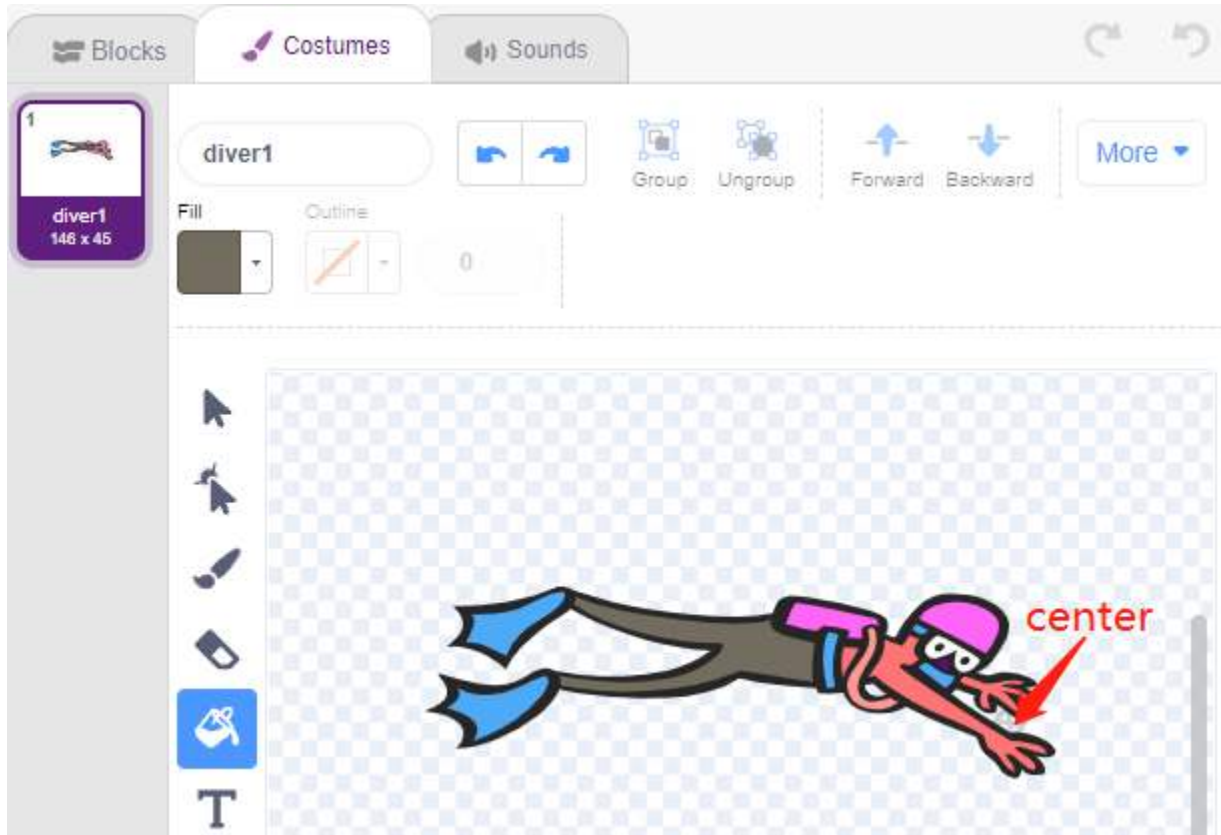 Blocks
Costumes
Sounds
1
diver1
146 x 45
diver1
Group
Ungroup
Forward
Backward
More
Fill
Outline
0
center
T